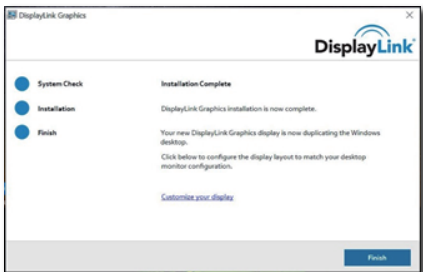 DisplayLink Graphics
DisplayLink
System Check
Installation Complete
Installation
DisplayLink Graphics installation is now complete.
Finish
Your new DisplayLink Graphics display is now duplicating the Windows
desktop.
Click below to configure the display layout to match your desktop
monitor configuration.
Customize your display
Finish